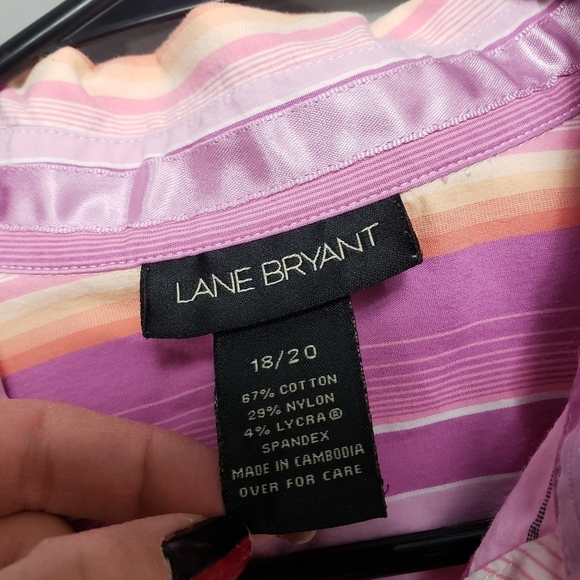 LANE BRYANT
18/20
67% COTTON
29% NYLON
4% LYCRA®
SPANDEX
MADE IN CAMBODIA
OVER FOR CARE